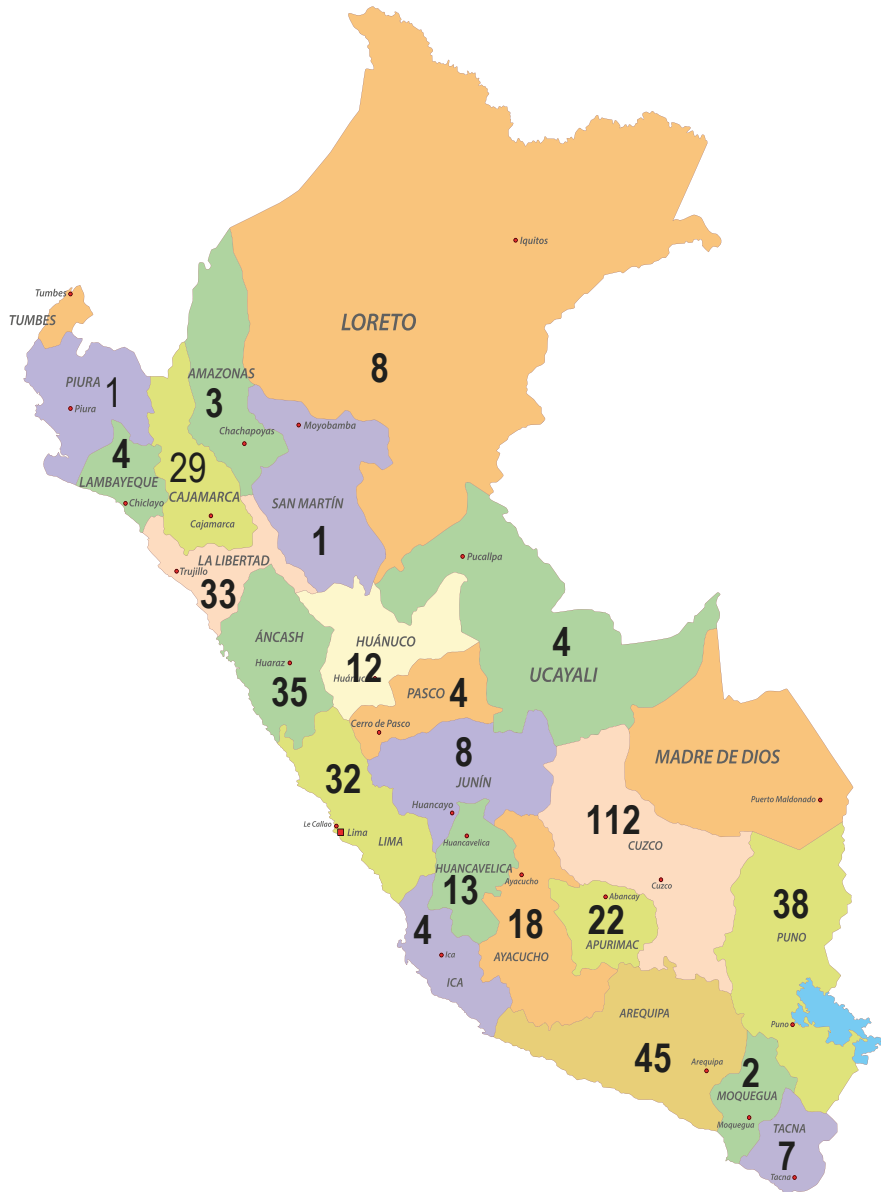 Iquitos
Tumbes
TUMBES
LORETO
8
PIURA 1
Piura
AMAZONAS
3
Chachapoyas
Moyobamba
4
LAMBAYEQUE
Chiclayo
29
CAJAMARCA
Cajamarca
SAN MARTÍN
1
LA LIBERTAD
Trujillo
33
Pucallpa
ÁNCASH
Huaraz
35
HUÁNUCO
12
4
UCAYALI
PASCO 4
Cerro de Pasco
32
8
JUNÍN
Huancayo
MADRE DE DIOS
Puerto Maldonado
Le Callao
Lima
LIMA
Huancavelica
HUANCAVELICA
13
112
CUZCO
Cuzco
Ayacucho
18
AYACUCHO
Abancay
22
APURIMAC
38
PUNO
Puno
4
Ica
ICA
AREQUIPA
45
Arequipa
2
MOQUEGUA
Moquegua
TACNA
7
Tacna